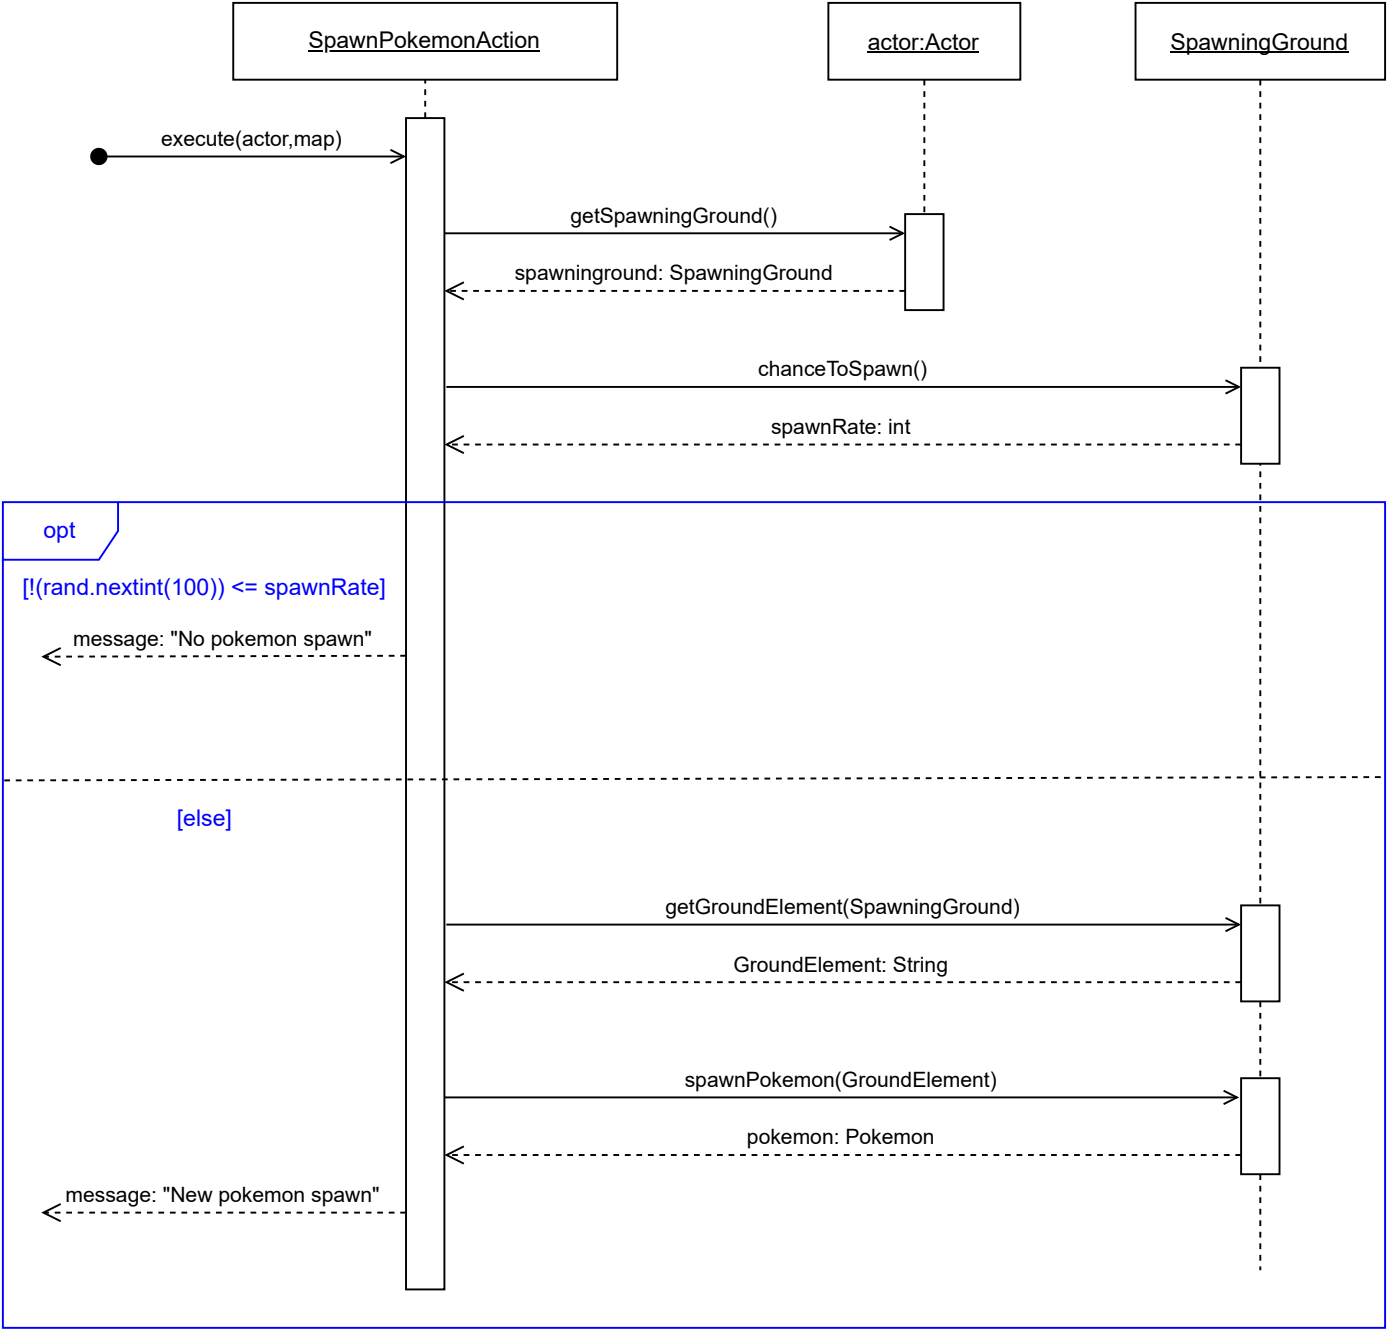 SpawnPokemonAction
actor:Actor
SpawningGround
execute(actor,map)
getSpawningGround()
spawninground: SpawningGround
chanceToSpawn()
spawnRate: int
opt
[!(rand.nextint(100)) <= spawnRate]
message: "No pokemon spawn"
[else]
getGroundElement(SpawningGround)
GroundElement: String
spawnPokemon(GroundElement)
pokemon: Pokemon
message: "New pokemon spawn"